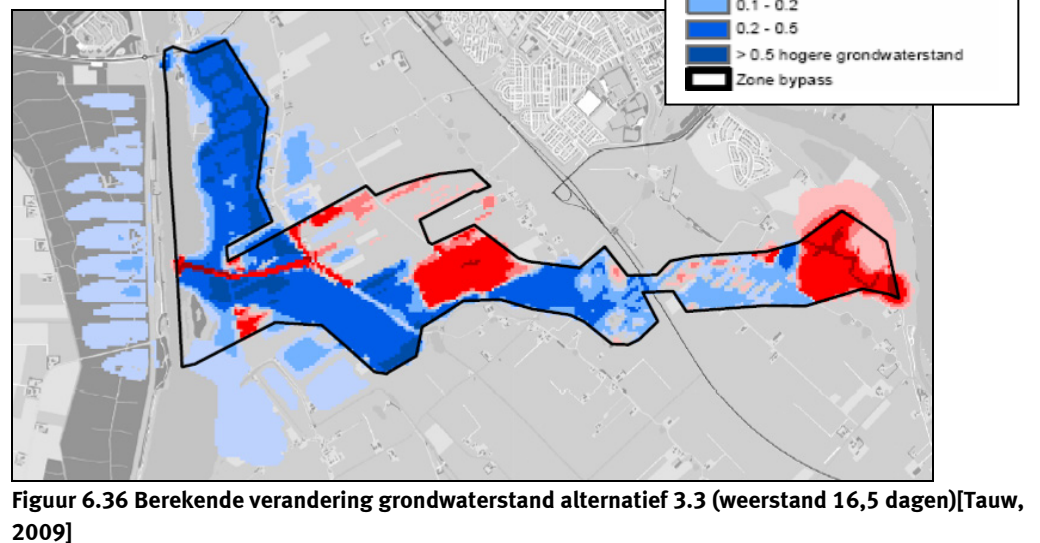 0.1 - 0.2
0.2 - 0.5
> 0.5 hogere grondwaterstand
Zone bypass
Figuur 6.36 Berekende verandering grondwaterstand alternatief 3.3 (weerstand 16,5 dagen)[Tauw,
2009]